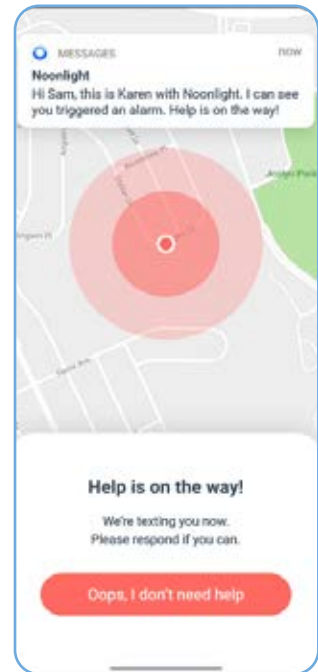 MESSAGES now
Noonlight
Hi Sam, this is Karen with Noonlight. I can see
you triggered an alarm. Help is on the way!
Help is on the way!
We're texting you now.
Please respond if you can.
Oops, I don't need help